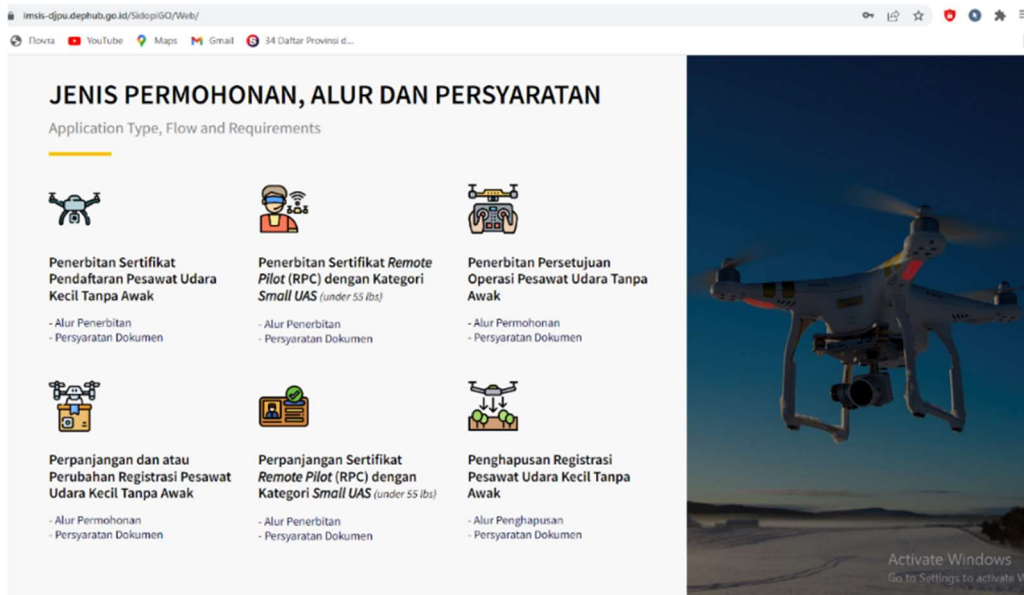 imsis-djpu.dephub.go.id/SidopiGO/Web/
Почта
YouTube
Maps
Gmail
34 Daftar Provinsi d...
JENIS PERMOHONAN, ALUR DAN PERSYARATAN
Application Type, Flow and Requirements
Penerbitan Sertifikat
Pendaftaran Pesawat Udara
Kecil Tanpa Awak
- Alur Penerbitan
- Persyaratan Dokumen
Penerbitan Sertifikat Remote
Pilot (RPC) dengan Kategori
Small UAS (under 55 lbs)
- Alur Penerbitan
- Persyaratan Dokumen
Penerbitan Persetujuan
Operasi Pesawat Udara Tanpa
Awak
- Alur Permohonan
- Persyaratan Dokumen
Perpanjangan dan atau
Perubahan Registrasi Pesawat
Udara Kecil Tanpa Awak
- Alur Permohonan
- Persyaratan Dokumen
Perpanjangan Sertifikat
Remote Pilot (RPC) dengan
Kategori Small UAS (under 55 lbs)
- Alur Penerbitan
- Persyaratan Dokumen
Penghapusan Registrasi
Pesawat Udara Kecil Tanpa
Awak
- Alur Penghapusan
- Persyaratan Dokumen
Activate Windows
Go to Settings to activate W